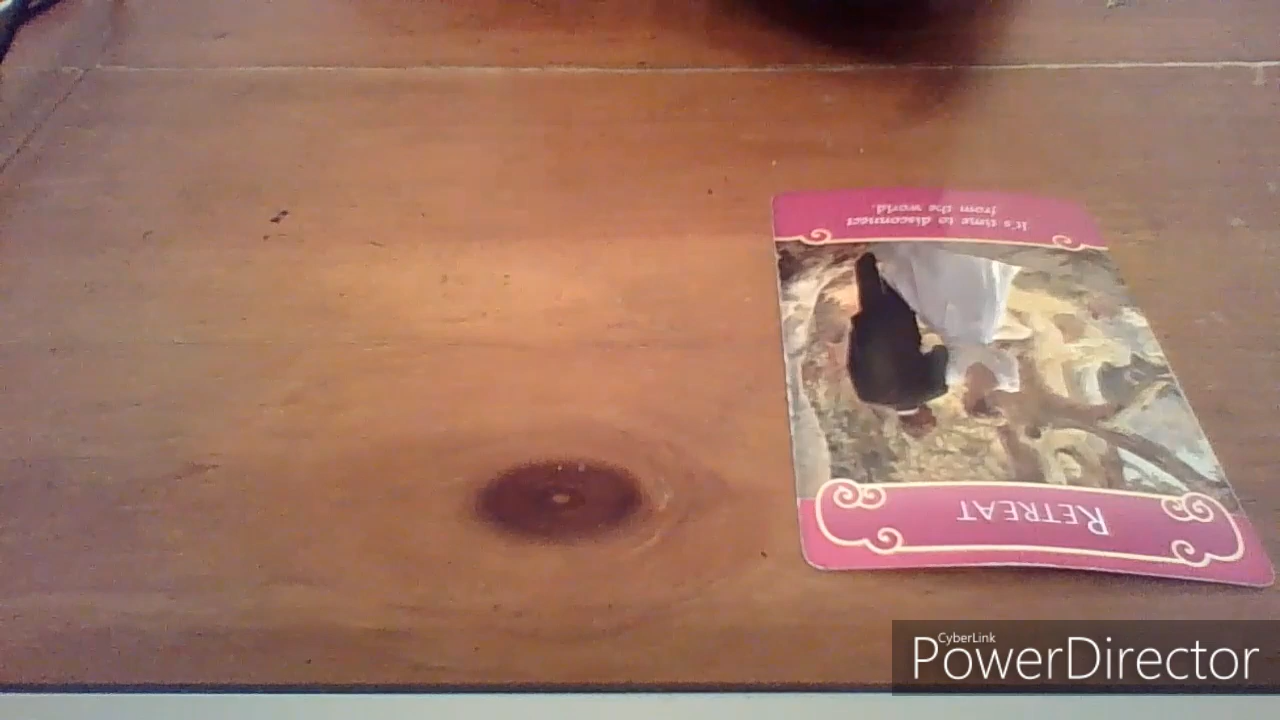 RETREAT
It's time to disconnect
from the world.
CyberLink
PowerDirector